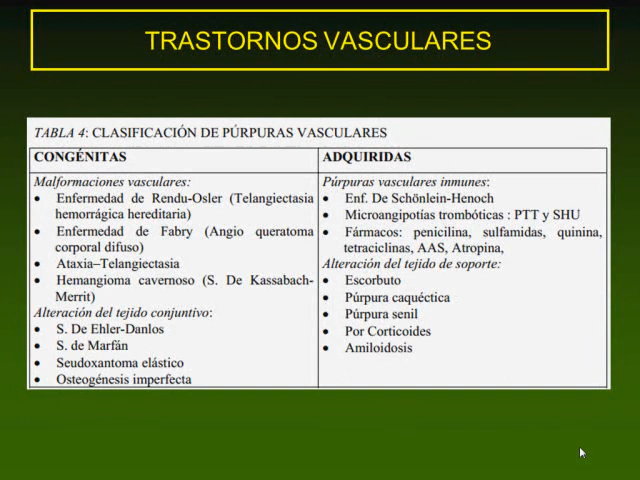 TRASTORNOS VASCULARES
TABLA 4: CLASIFICACIÓN DE PÚRPURAS VASCULARES
CONGÉNITAS
Malformaciones vasculares:
• Enfermedad de Rendu-Osler (Telangiectasia
hemorrágica hereditaria)
• Enfermedad de Fabry (Angio queratoma
corporal difuso)
• Ataxia–Telangiectasia
• Hemangioma cavernoso (S. De Kassabach-
Merrit)
Alteración del tejido conjuntivo:
• S. De Ehler-Danlos
• S. de Marfán
• Seudoxantoma elástico
• Osteogénesis imperfecta
ADQUIRIDAS
Púrpuras vasculares inmunes:
• Enf. De Schönlein-Henoch
• Microangipotías trombóticas : PTT y SHU
• Fármacos: penicilina, sulfamidas, quinina,
tetraciclinas, AAS, Atropina,
Alteración del tejido de soporte:
• Escorbuto
• Púrpura caquéctica
• Púrpura senil
• Por Corticoides
• Amiloidosis